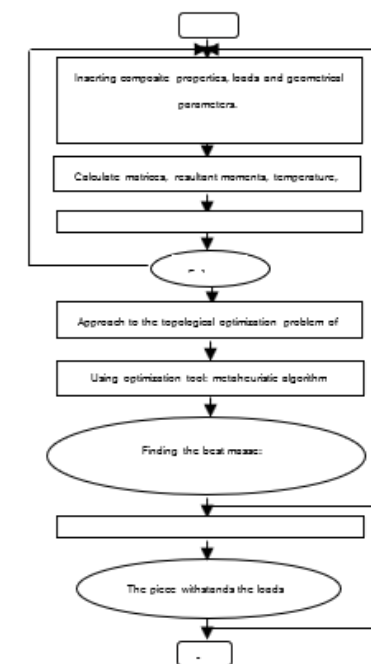 Inserting composite properties, loads and geometrical
parameters.
Calculate matrices, resultant moments, temperature,
Approach to the topological optimization problem of
Using optimization tool: metaheuristic algorithm
Finding the best masses
The piece withstands the loads